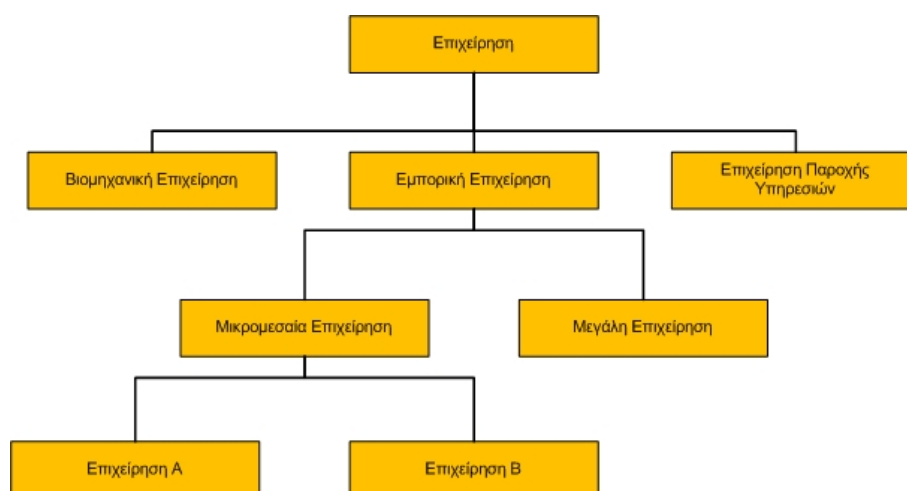 Επιχείρηση
Βιομηχανική Επιχείρηση
Εμπορική Επιχείρηση
Επιχείρηση Παροχής
Υπηρεσιών
Μικρομεσαία Επιχείρηση
Μεγάλη Επιχείρηση
Επιχείρηση Α
Επιχείρηση Β